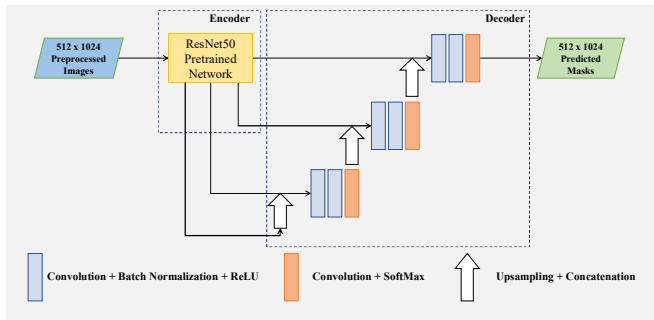 Encoder
Decoder
512 x 1024
Preprocessed
Images
ResNet50
Pretrained
Network
512 x 1024
Predicted
Masks
Convolution + Batch Normalization + ReLU
Convolution + SoftMax
Upsampling + Concatenation